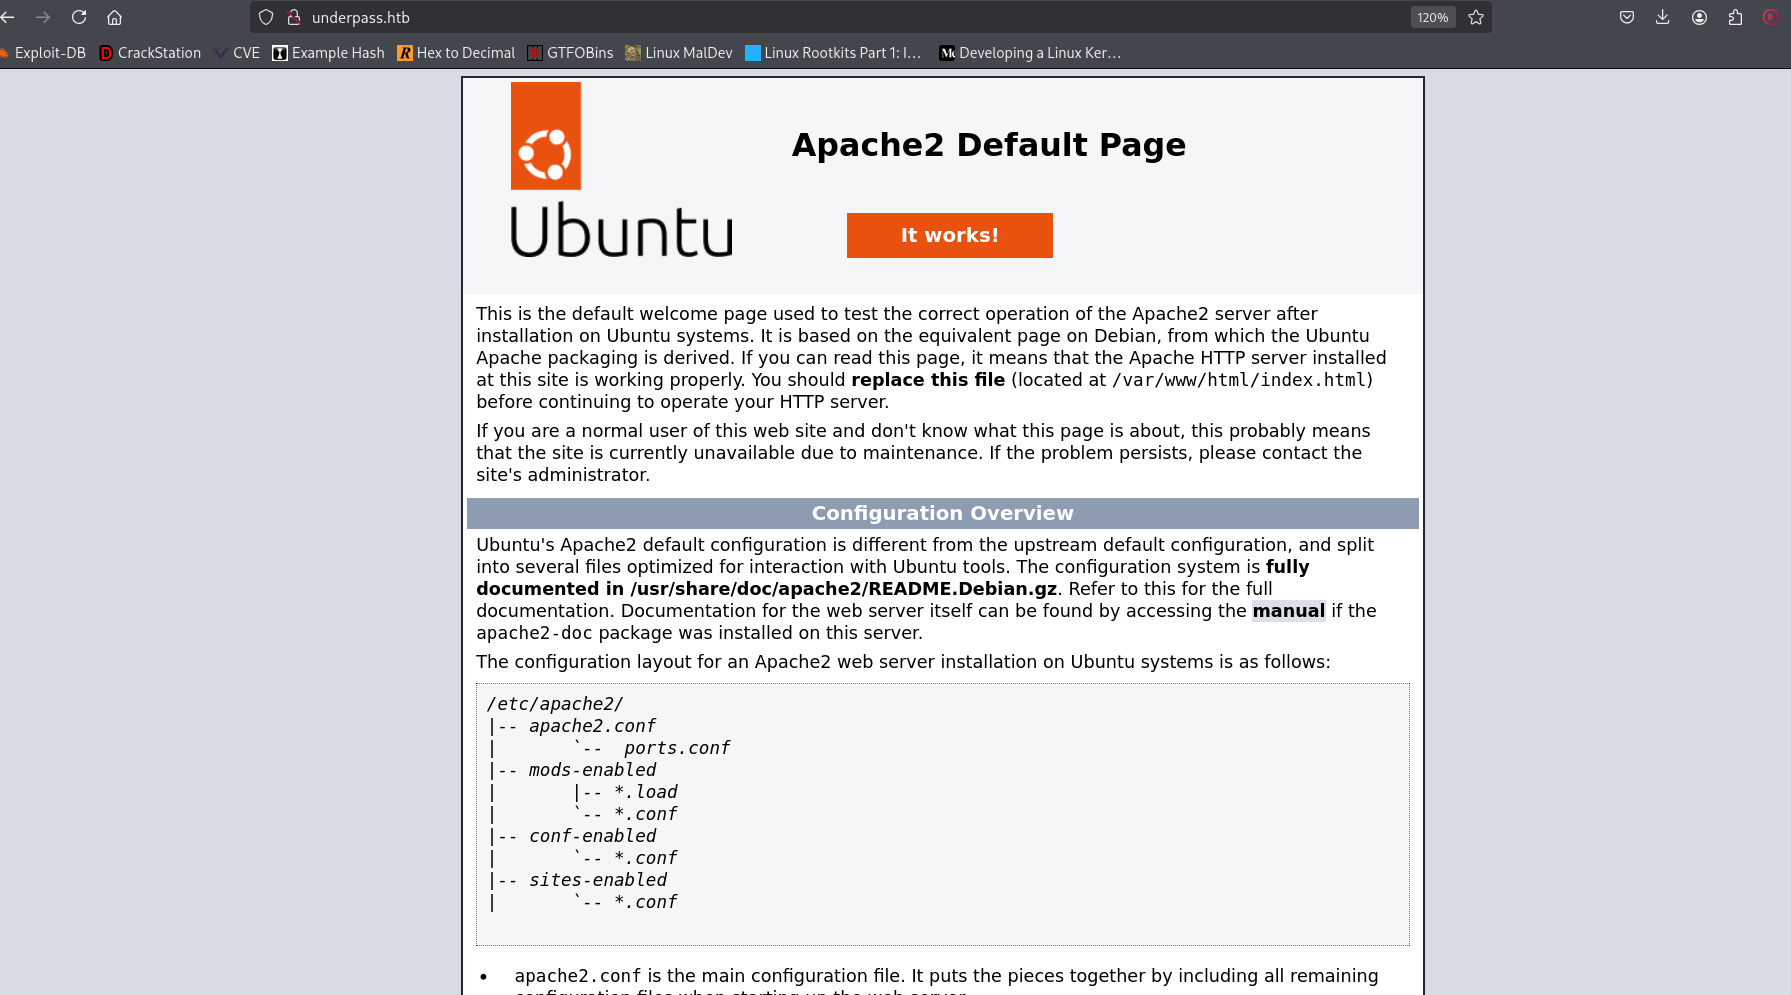 underpass.htb
120%
Exploit-DB CrackStation CVE Example Hash Hex to Decimal GTFOBins Linux MalDev Linux Rootkits Part 1: I… Developing a Linux Ker…
Ubuntu
Apache2 Default Page
It works!
This is the default welcome page used to test the correct operation of the Apache2 server after
installation on Ubuntu systems. It is based on the equivalent page on Debian, from which the Ubuntu
Apache packaging is derived. If you can read this page, it means that the Apache HTTP server installed
at this site is working properly. You should replace this file (located at /var/www/html/index.html)
before continuing to operate your HTTP server.
If you are a normal user of this web site and don't know what this page is about, this probably means
that the site is currently unavailable due to maintenance. If the problem persists, please contact the
site's administrator.
Configuration Overview
Ubuntu's Apache2 default configuration is different from the upstream default configuration, and split
into several files optimized for interaction with Ubuntu tools. The configuration system is fully
documented in /usr/share/doc/apache2/README.Debian.gz. Refer to this for the full
documentation. Documentation for the web server itself can be found by accessing the manual if the
apache2-doc package was installed on this server.
The configuration layout for an Apache2 web server installation on Ubuntu systems is as follows:
/etc/apache2/
|-- apache2.conf
|       `--  ports.conf
|-- mods-enabled
|       |-- *.load
|       `-- *.conf
|-- conf-enabled
|       `-- *.conf
|-- sites-enabled
|       `-- *.conf
• apache2.conf is the main configuration file. It puts the pieces together by including all remaining
configuration files when starting up the web server.